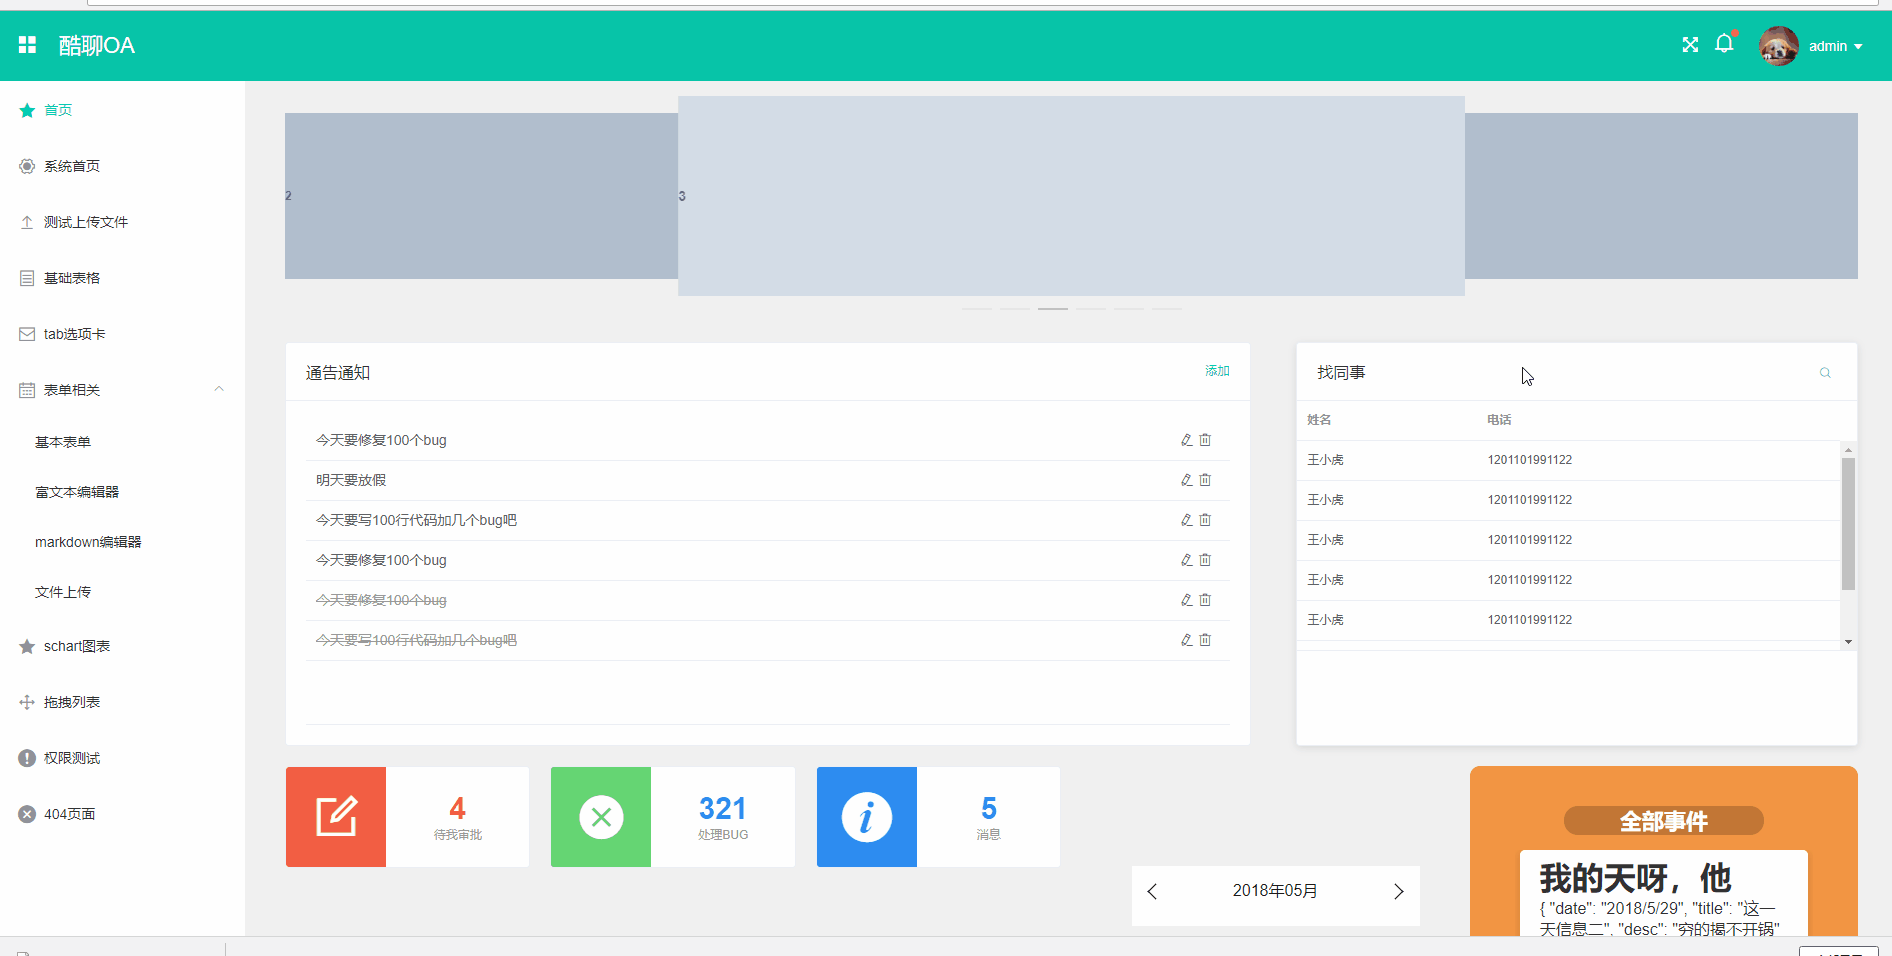 酷聊OA
admin
首页
系统首页
测试上传文件
基础表格
tab选项卡
表单相关
基本表单
富文本编辑器
markdown编辑器
文件上传
schart图表
拖拽列表
权限测试
404页面
2
3
通告通知
添加
今天要修复100个bug
明天要放假
今天要写100行代码加几个bug吧
今天要修复100个bug
今天要修复100个bug
今天要写100行代码加几个bug吧
找同事
姓名 电话
王小虎 1201101991122
王小虎 1201101991122
王小虎 1201101991122
王小虎 1201101991122
王小虎 1201101991122
4
待我审批
321
处理BUG
5
消息
2018年05月
全部事件
我的天呀，他
{ "date": "2018/5/29", "title": "这一
天信息二", "desc": "穷的揭不开锅"